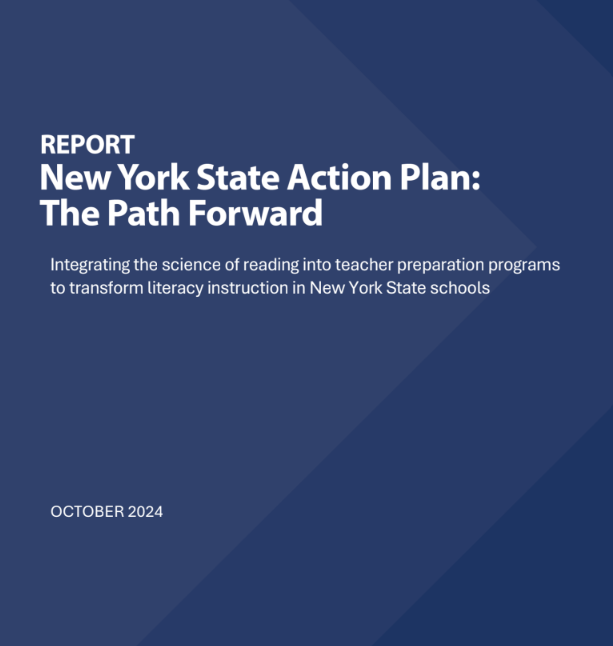 REPORT
New York State Action Plan:
The Path Forward
Integrating the science of reading into teacher preparation programs
to transform literacy instruction in New York State schools
OCTOBER 2024